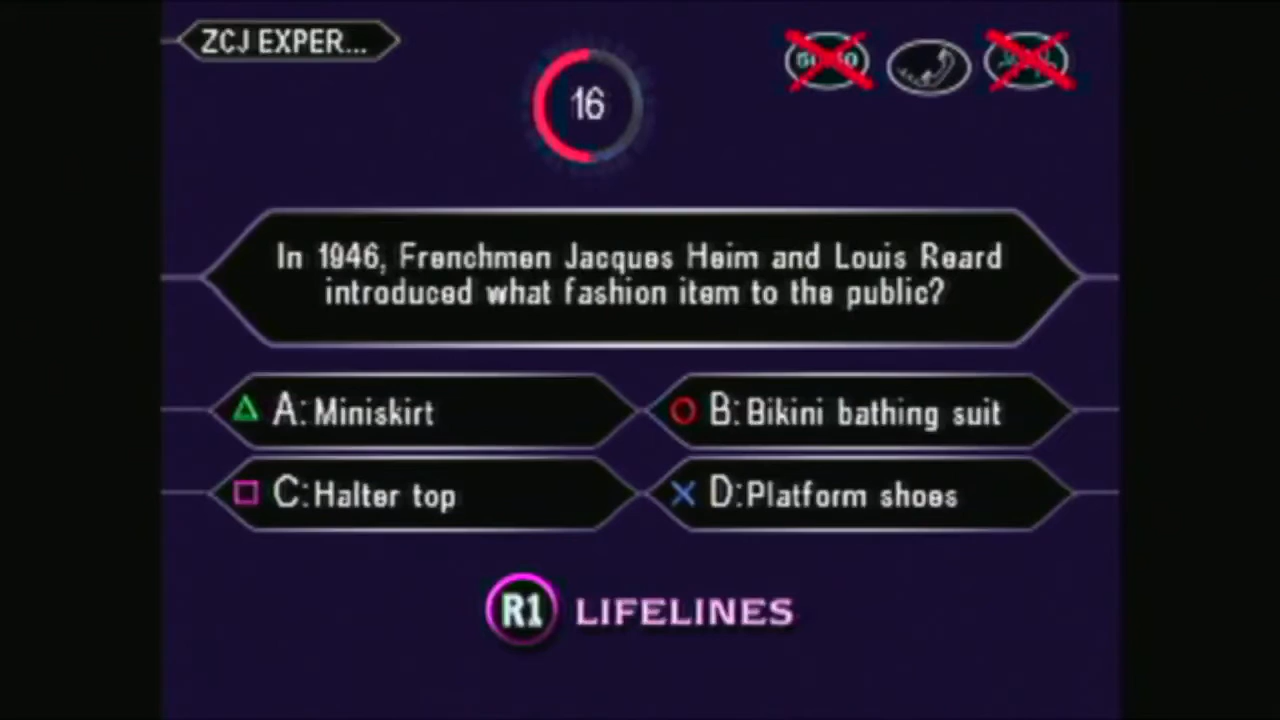 ZCJ EXPER...
16
In 1946, Frenchmen Jacques Heim and Louis Reard
introduced what fashion item to the public?
A: Miniskirt
B: Bikini bathing suit
C: Halter top
D: Platform shoes
R1 LIFELINES